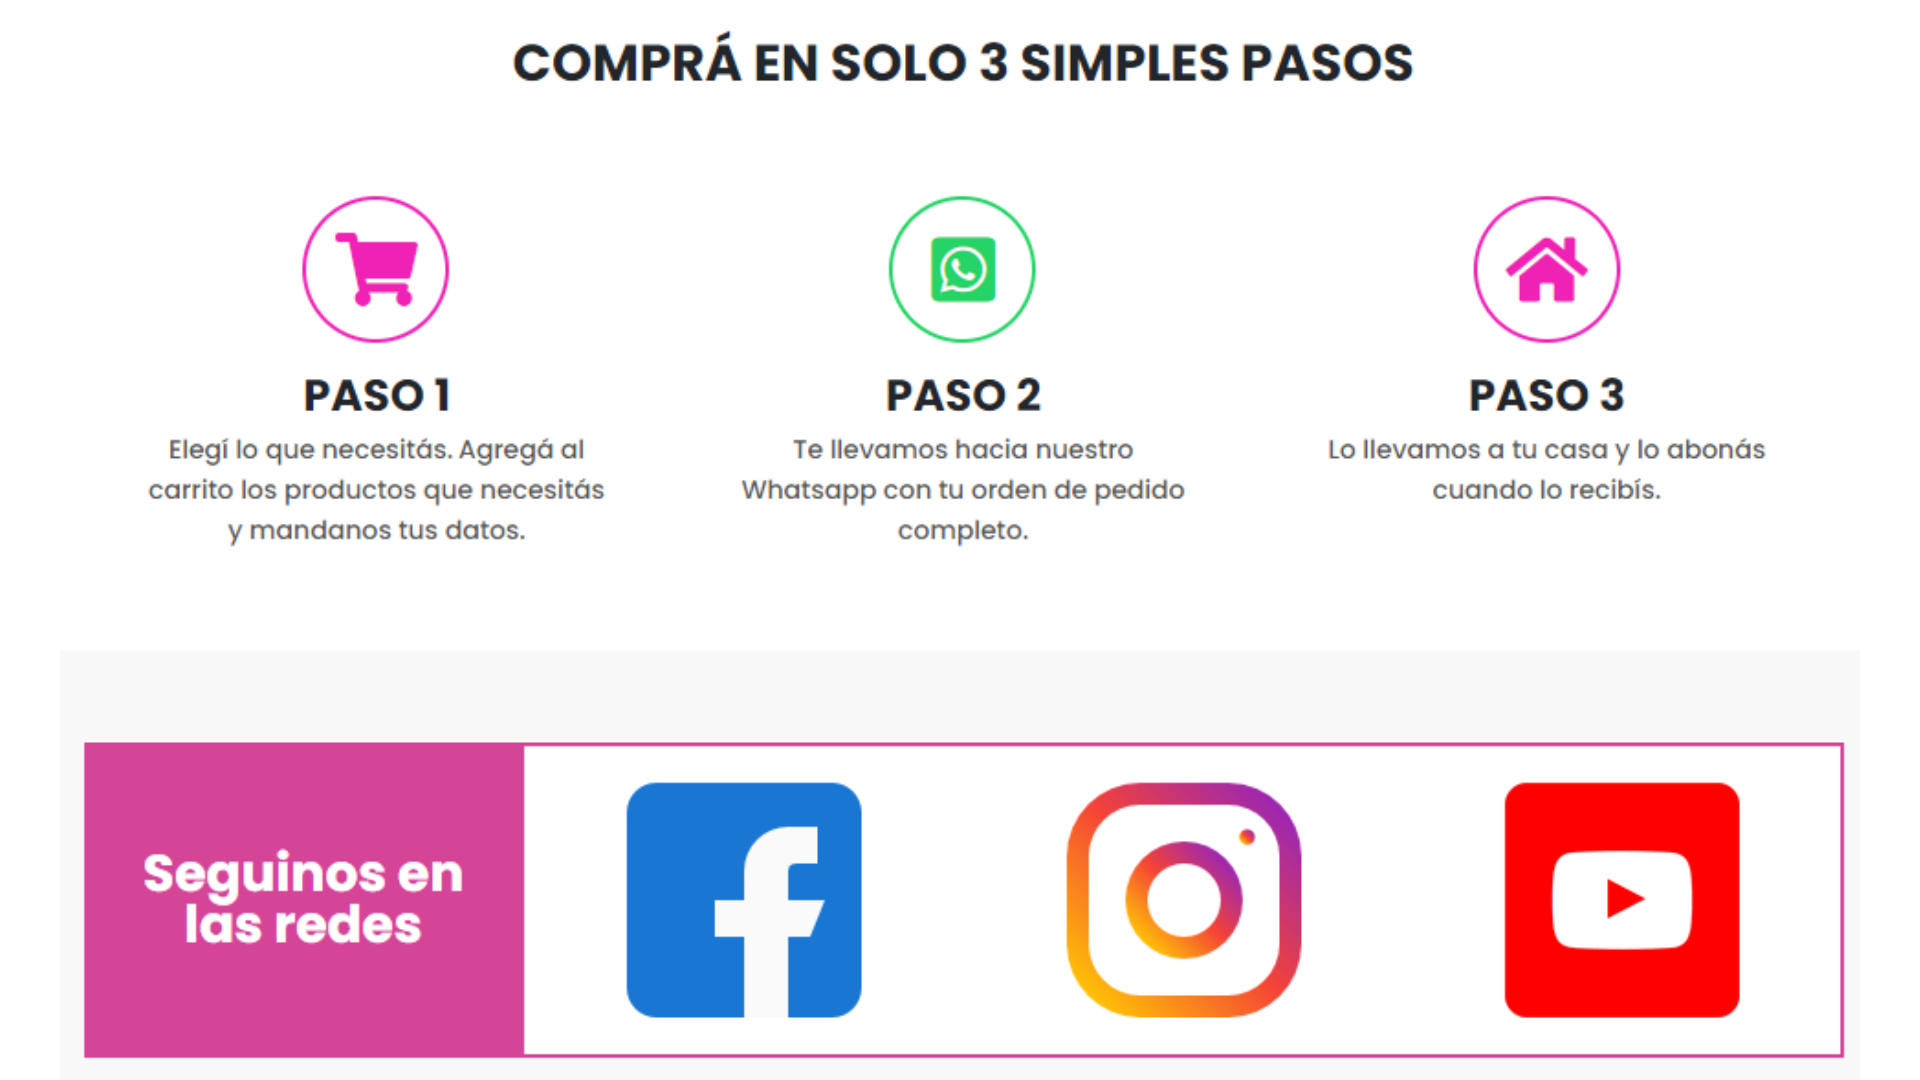 COMPRÁ EN SOLO 3 SIMPLES PASOS
PASO 1
Elegí lo que necesitás. Agregá al
carrito los productos que necesitás
y mandanos tus datos.
PASO 2
Te llevamos hacia nuestro
Whatsapp con tu orden de pedido
completo.
PASO 3
Lo llevamos a tu casa y lo abonás
cuando lo recibís.
Seguinos en
las redes